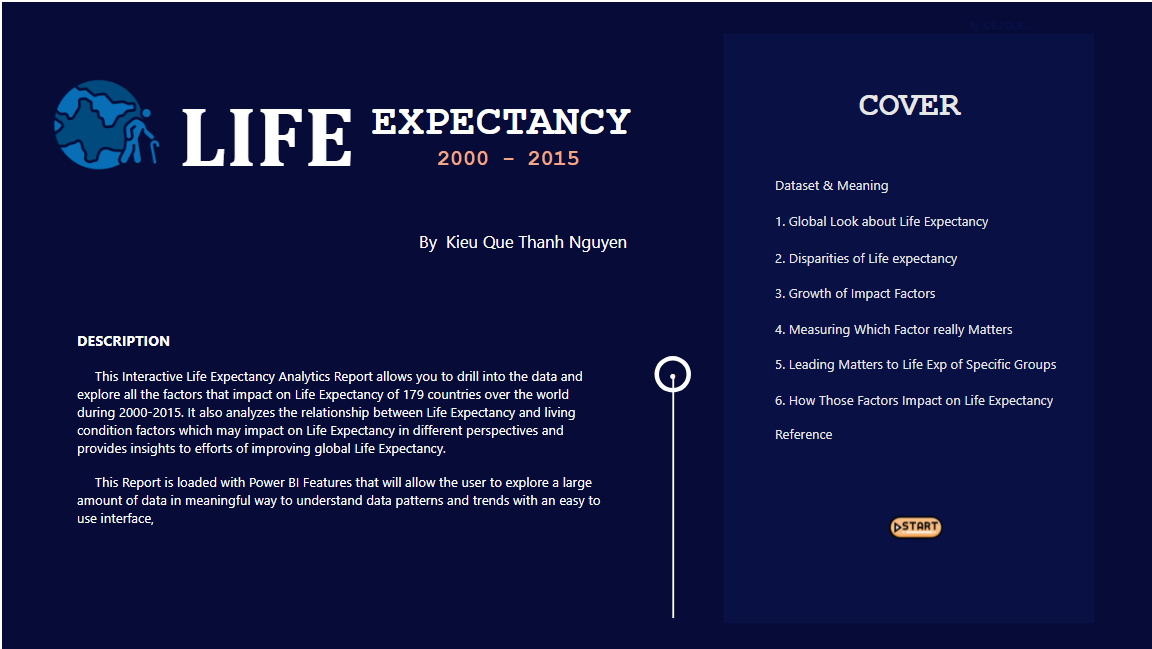 LIFE EXPECTANCY
2000 - 2015
By Kieu Que Thanh Nguyen
DESCRIPTION
This Interactive Life Expectancy Analytics Report allows you to drill into the data and
explore all the factors that impact on Life Expectancy of 179 countries over the world
during 2000-2015. It also analyzes the relationship between Life Expectancy and living
condition factors which may impact on Life Expectancy in different perspectives and
provides insights to efforts of improving global Life Expectancy.
This Report is loaded with Power BI Features that will allow the user to explore a large
amount of data in meaningful way to understand data patterns and trends with an easy to
use interface,
COVER
Dataset & Meaning
1. Global Look about Life Expectancy
2. Disparities of Life expectancy
3. Growth of Impact Factors
4. Measuring Which Factor really Matters
5. Leading Matters to Life Exp of Specific Groups
6. How Those Factors Impact on Life Expectancy
Reference
START